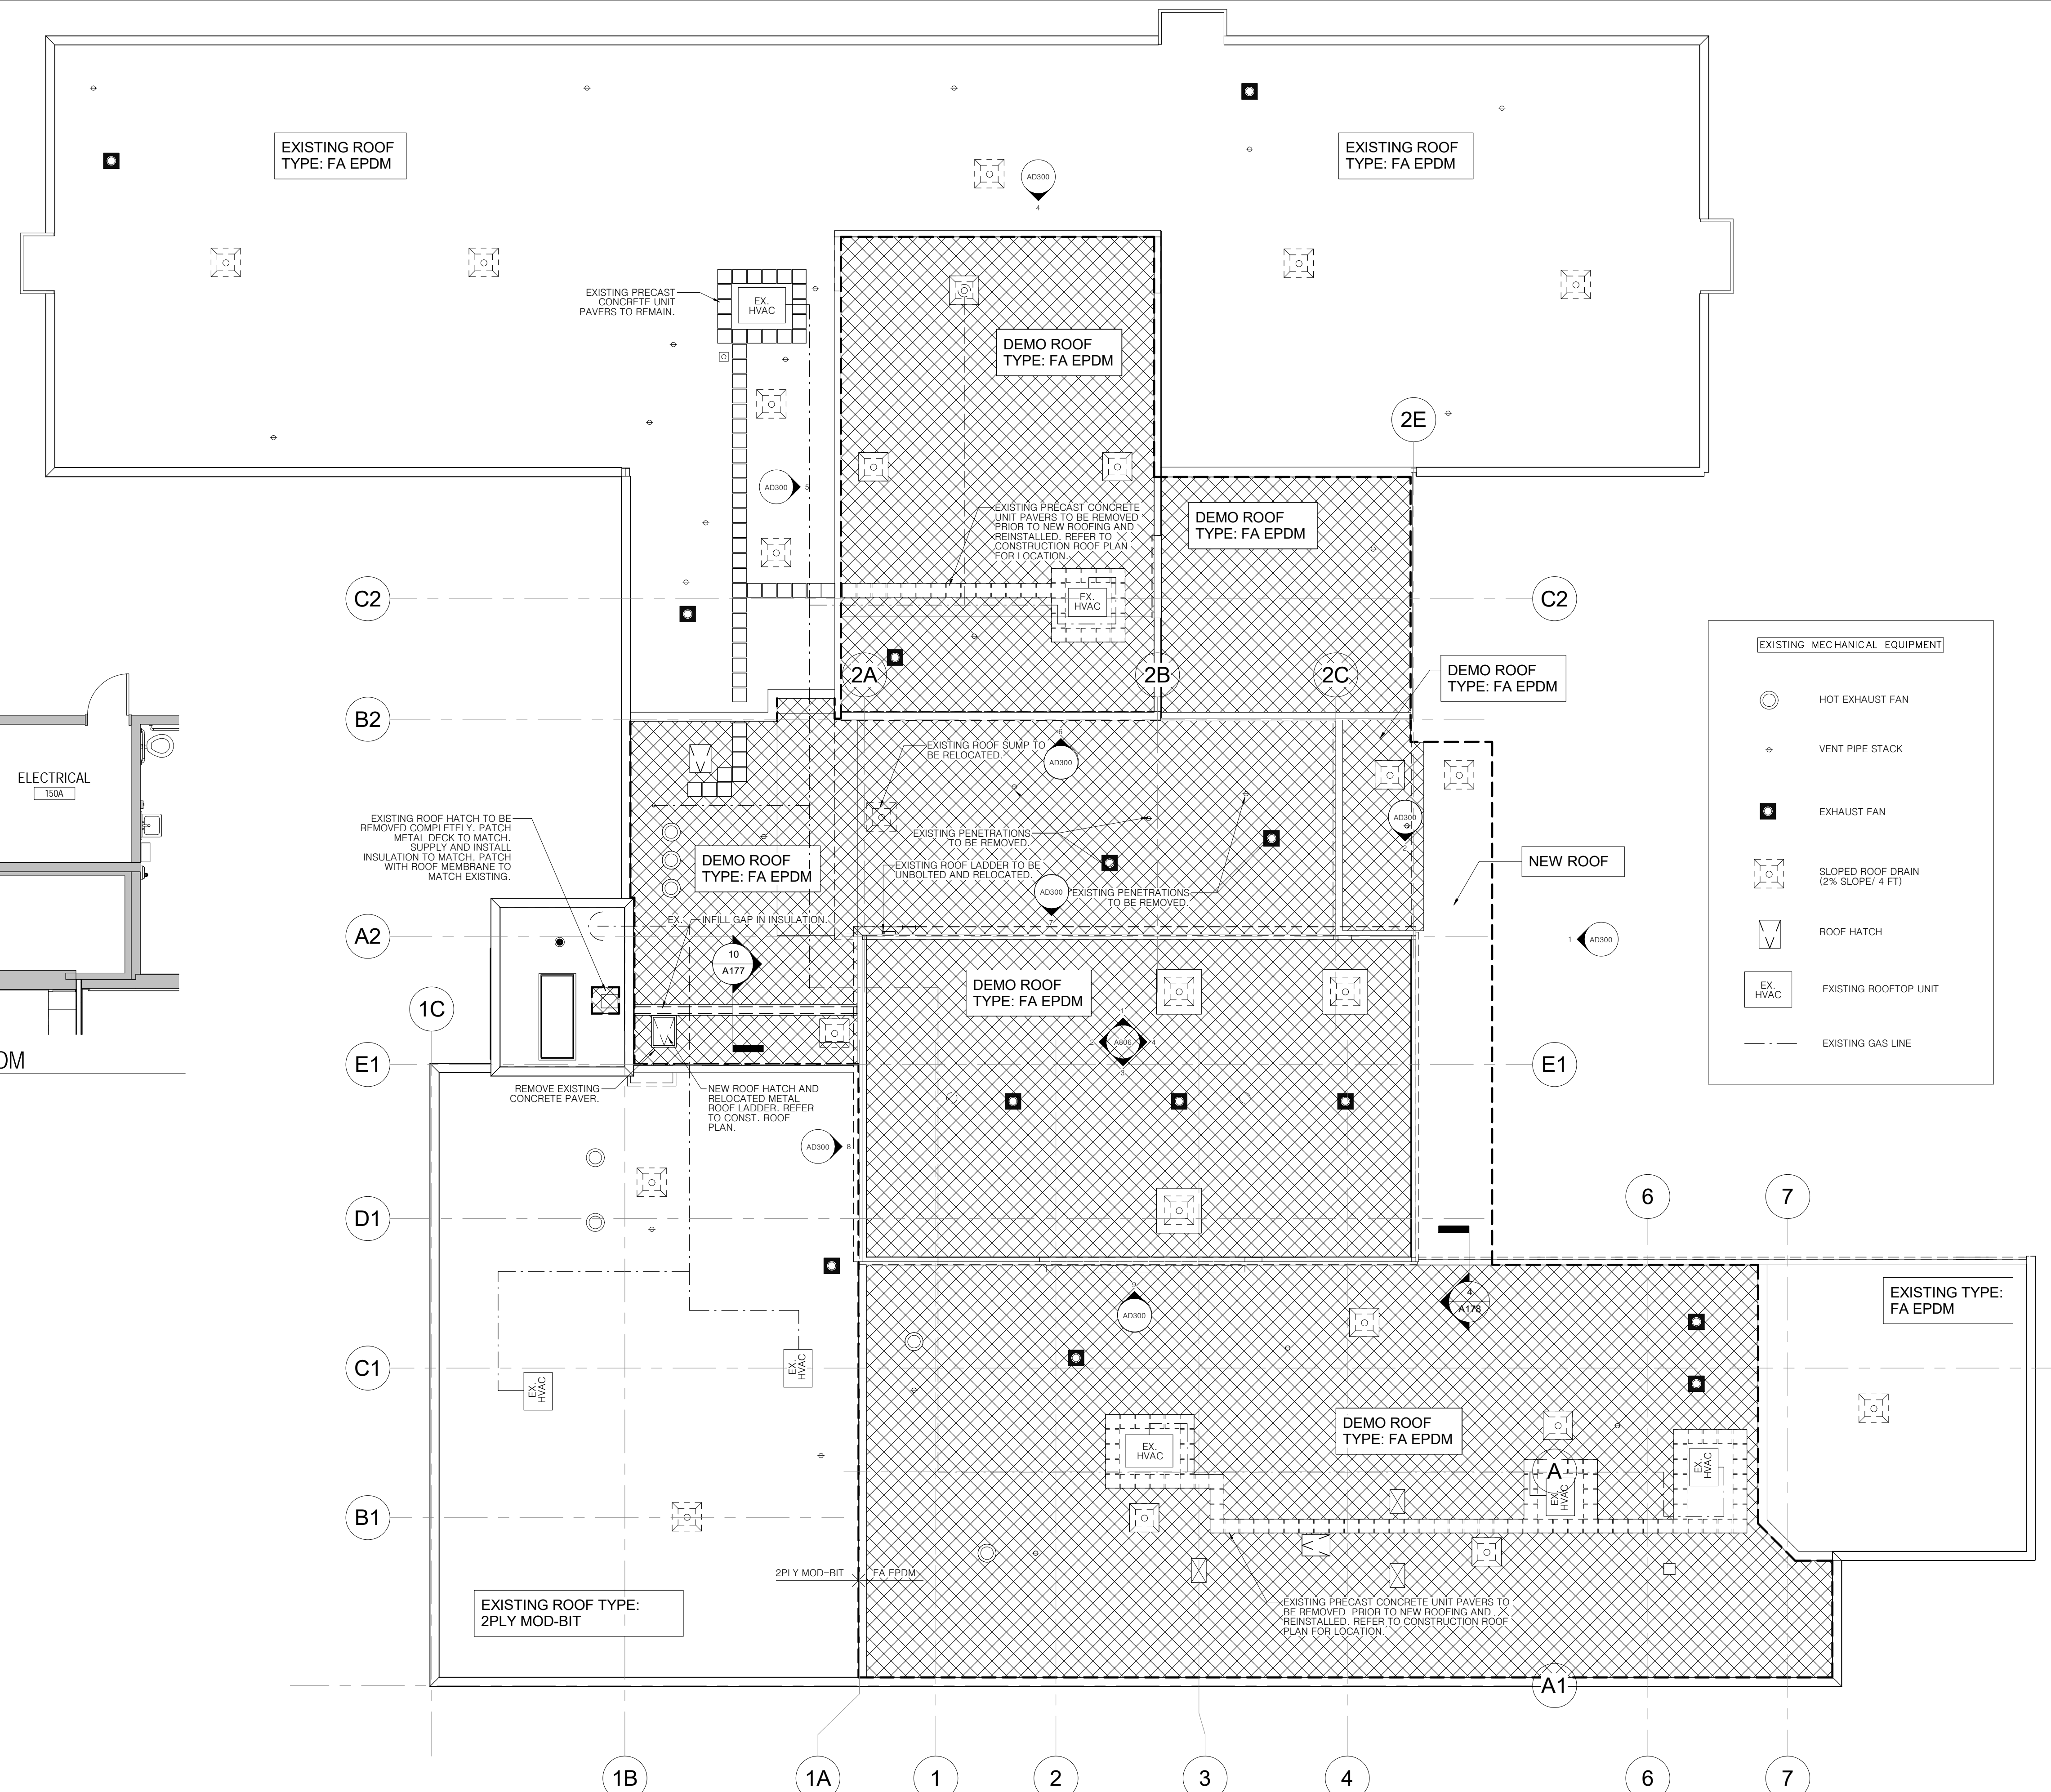 EXISTING ROOF
TYPE: FA EPDM
EXISTING ROOF
TYPE: FA EPDM
AD300
4
EXISTING PRECAST
CONCRETE UNIT
PAVERS TO REMAIN.
EX.
HVAC
DEMO ROOF
TYPE: FA EPDM
2E
AD300
5
EXISTING PRECAST CONCRETE
UNIT PAVERS TO BE REMOVED
PRIOR TO NEW ROOFING AND
REINSTALLED. REFER TO
CONSTRUCTION ROOF PLAN
FOR LOCATION.
DEMO ROOF
TYPE: FA EPDM
C2
EX.
HVAC
C2
2A
2B
2C
DEMO ROOF
TYPE: FA EPDM
B2
EXISTING MECHANICAL EQUIPMENT
HOT EXHAUST FAN
VENT PIPE STACK
EXHAUST FAN
SLOPED ROOF DRAIN
(2% SLOPE/ 4 FT)
ROOF HATCH
EX.
HVAC
EXISTING ROOFTOP UNIT
EXISTING GAS LINE
ELECTRICAL
150A
OM
EXISTING ROOF SUMP TO
BE RELOCATED.
6
AD300
EXISTING ROOF HATCH TO BE
REMOVED COMPLETELY. PATCH
METAL DECK TO MATCH.
SUPPLY AND INSTALL
INSULATION TO MATCH. PATCH
WITH ROOF MEMBRANE TO
MATCH EXISTING.
EXISTING PENETRATIONS
TO BE REMOVED.
AD300
2
DEMO ROOF
TYPE: FA EPDM
EXISTING ROOF LADDER TO BE
UNBOLTED AND RELOCATED.
NEW ROOF
AD300
7
EXISTING PENETRATIONS
TO BE REMOVED.
EX.
INFILL GAP IN INSULATION.
A2
1
AD300
10
A177
DEMO ROOF
TYPE: FA EPDM
1C
1
2
A806
4
3
E1
E1
REMOVE EXISTING
CONCRETE PAVER.
NEW ROOF HATCH AND
RELOCATED METAL
ROOF LADDER. REFER
TO CONST. ROOF
PLAN.
AD300
8
D1
6
7
9
AD300
4
A178
EXISTING TYPE:
FA EPDM
C1
EX.
HVAC
EX.
HVAC
DEMO ROOF
TYPE: FA EPDM
EX.
HVAC
A
EX.
HVAC
EX.
HVAC
B1
2PLY MOD-BIT
FA EPDM
EXISTING ROOF TYPE:
2PLY MOD-BIT
EXISTING PRECAST CONCRETE UNIT PAVERS TO
BE REMOVED PRIOR TO NEW ROOFING AND
REINSTALLED. REFER TO CONSTRUCTION ROOF
PLAN FOR LOCATION.
A1
1B
1A
1
2
3
4
6
7